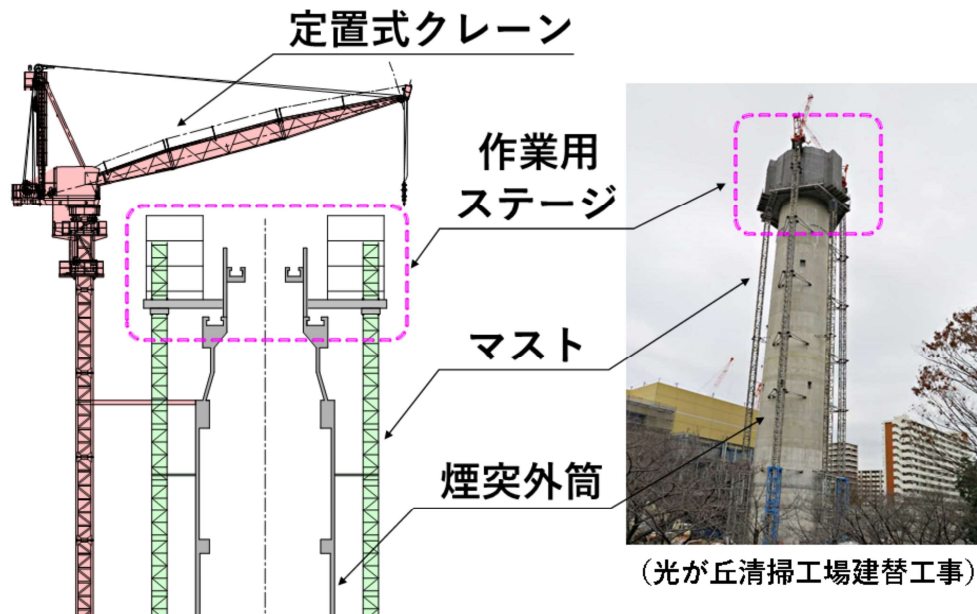 定置式クレーン
作業用
ステージ
マスト
煙突外筒
(光が丘清掃工場建替工事)